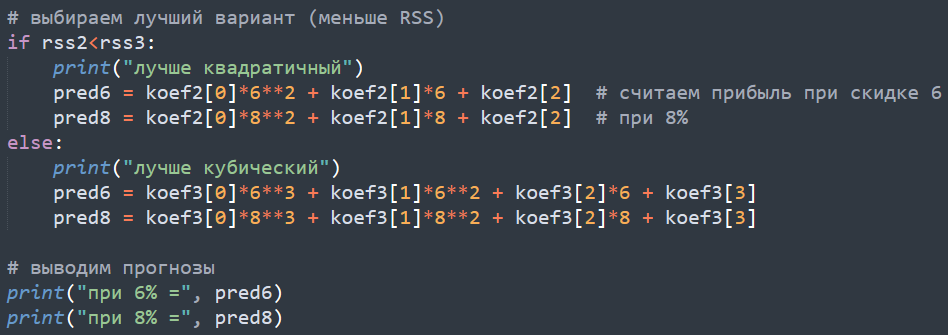 # выбираем лучший вариант (меньше RSS)
if rss2<rss3:
    print("лучше квадратичный")
    pred6 = koef2[0]*6**2 + koef2[1]*6 + koef2[2]  # считаем прибыль при скидке 6
    pred8 = koef2[0]*8**2 + koef2[1]*8 + koef2[2]  # при 8%
else:
    print("лучше кубический")
    pred6 = koef3[0]*6**3 + koef3[1]*6**2 + koef3[2]*6 + koef3[3]
    pred8 = koef3[0]*8**3 + koef3[1]*8**2 + koef3[2]*8 + koef3[3]

# выводим прогнозы
print("при 6% =", pred6)
print("при 8% =", pred8)